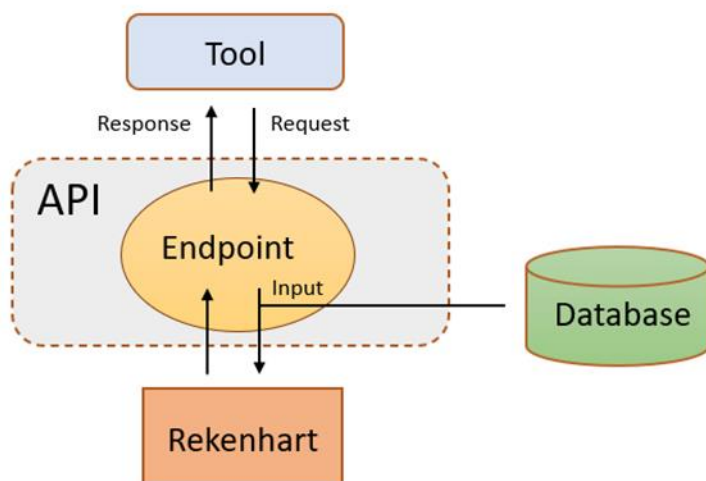 Tool
Response
Request
API
Endpoint
Input
Database
Rekenhart